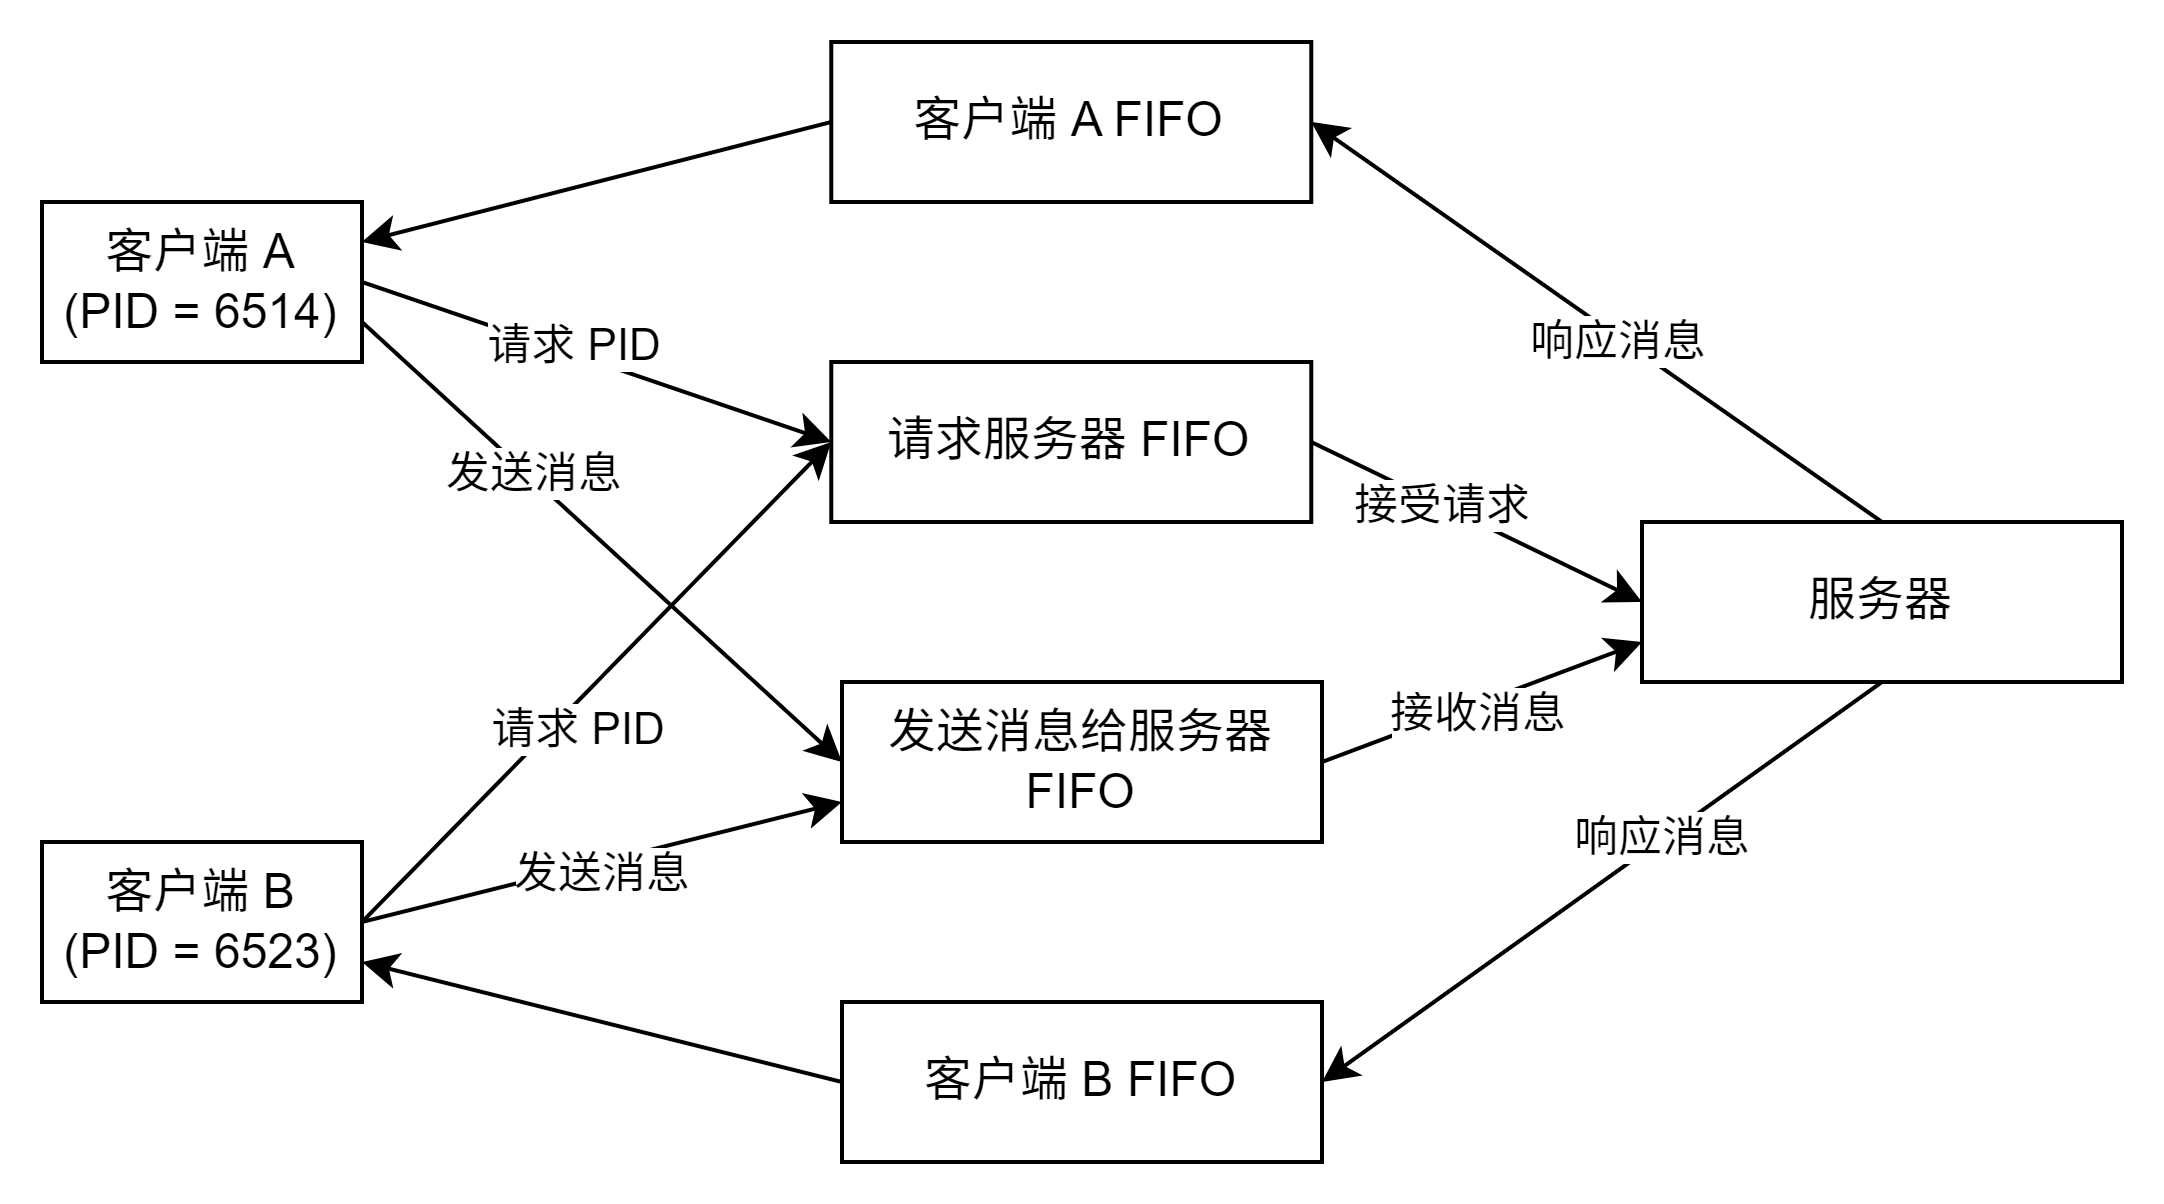 客户端 A FIFO
客户端 A
(PID = 6514)
请求 PID
响应消息
请求服务器 FIFO
发送消息
接受请求
服务器
请求 PID
发送消息给服务器
FIFO
接收消息
响应消息
发送消息
客户端 B
(PID = 6523)
客户端 B FIFO